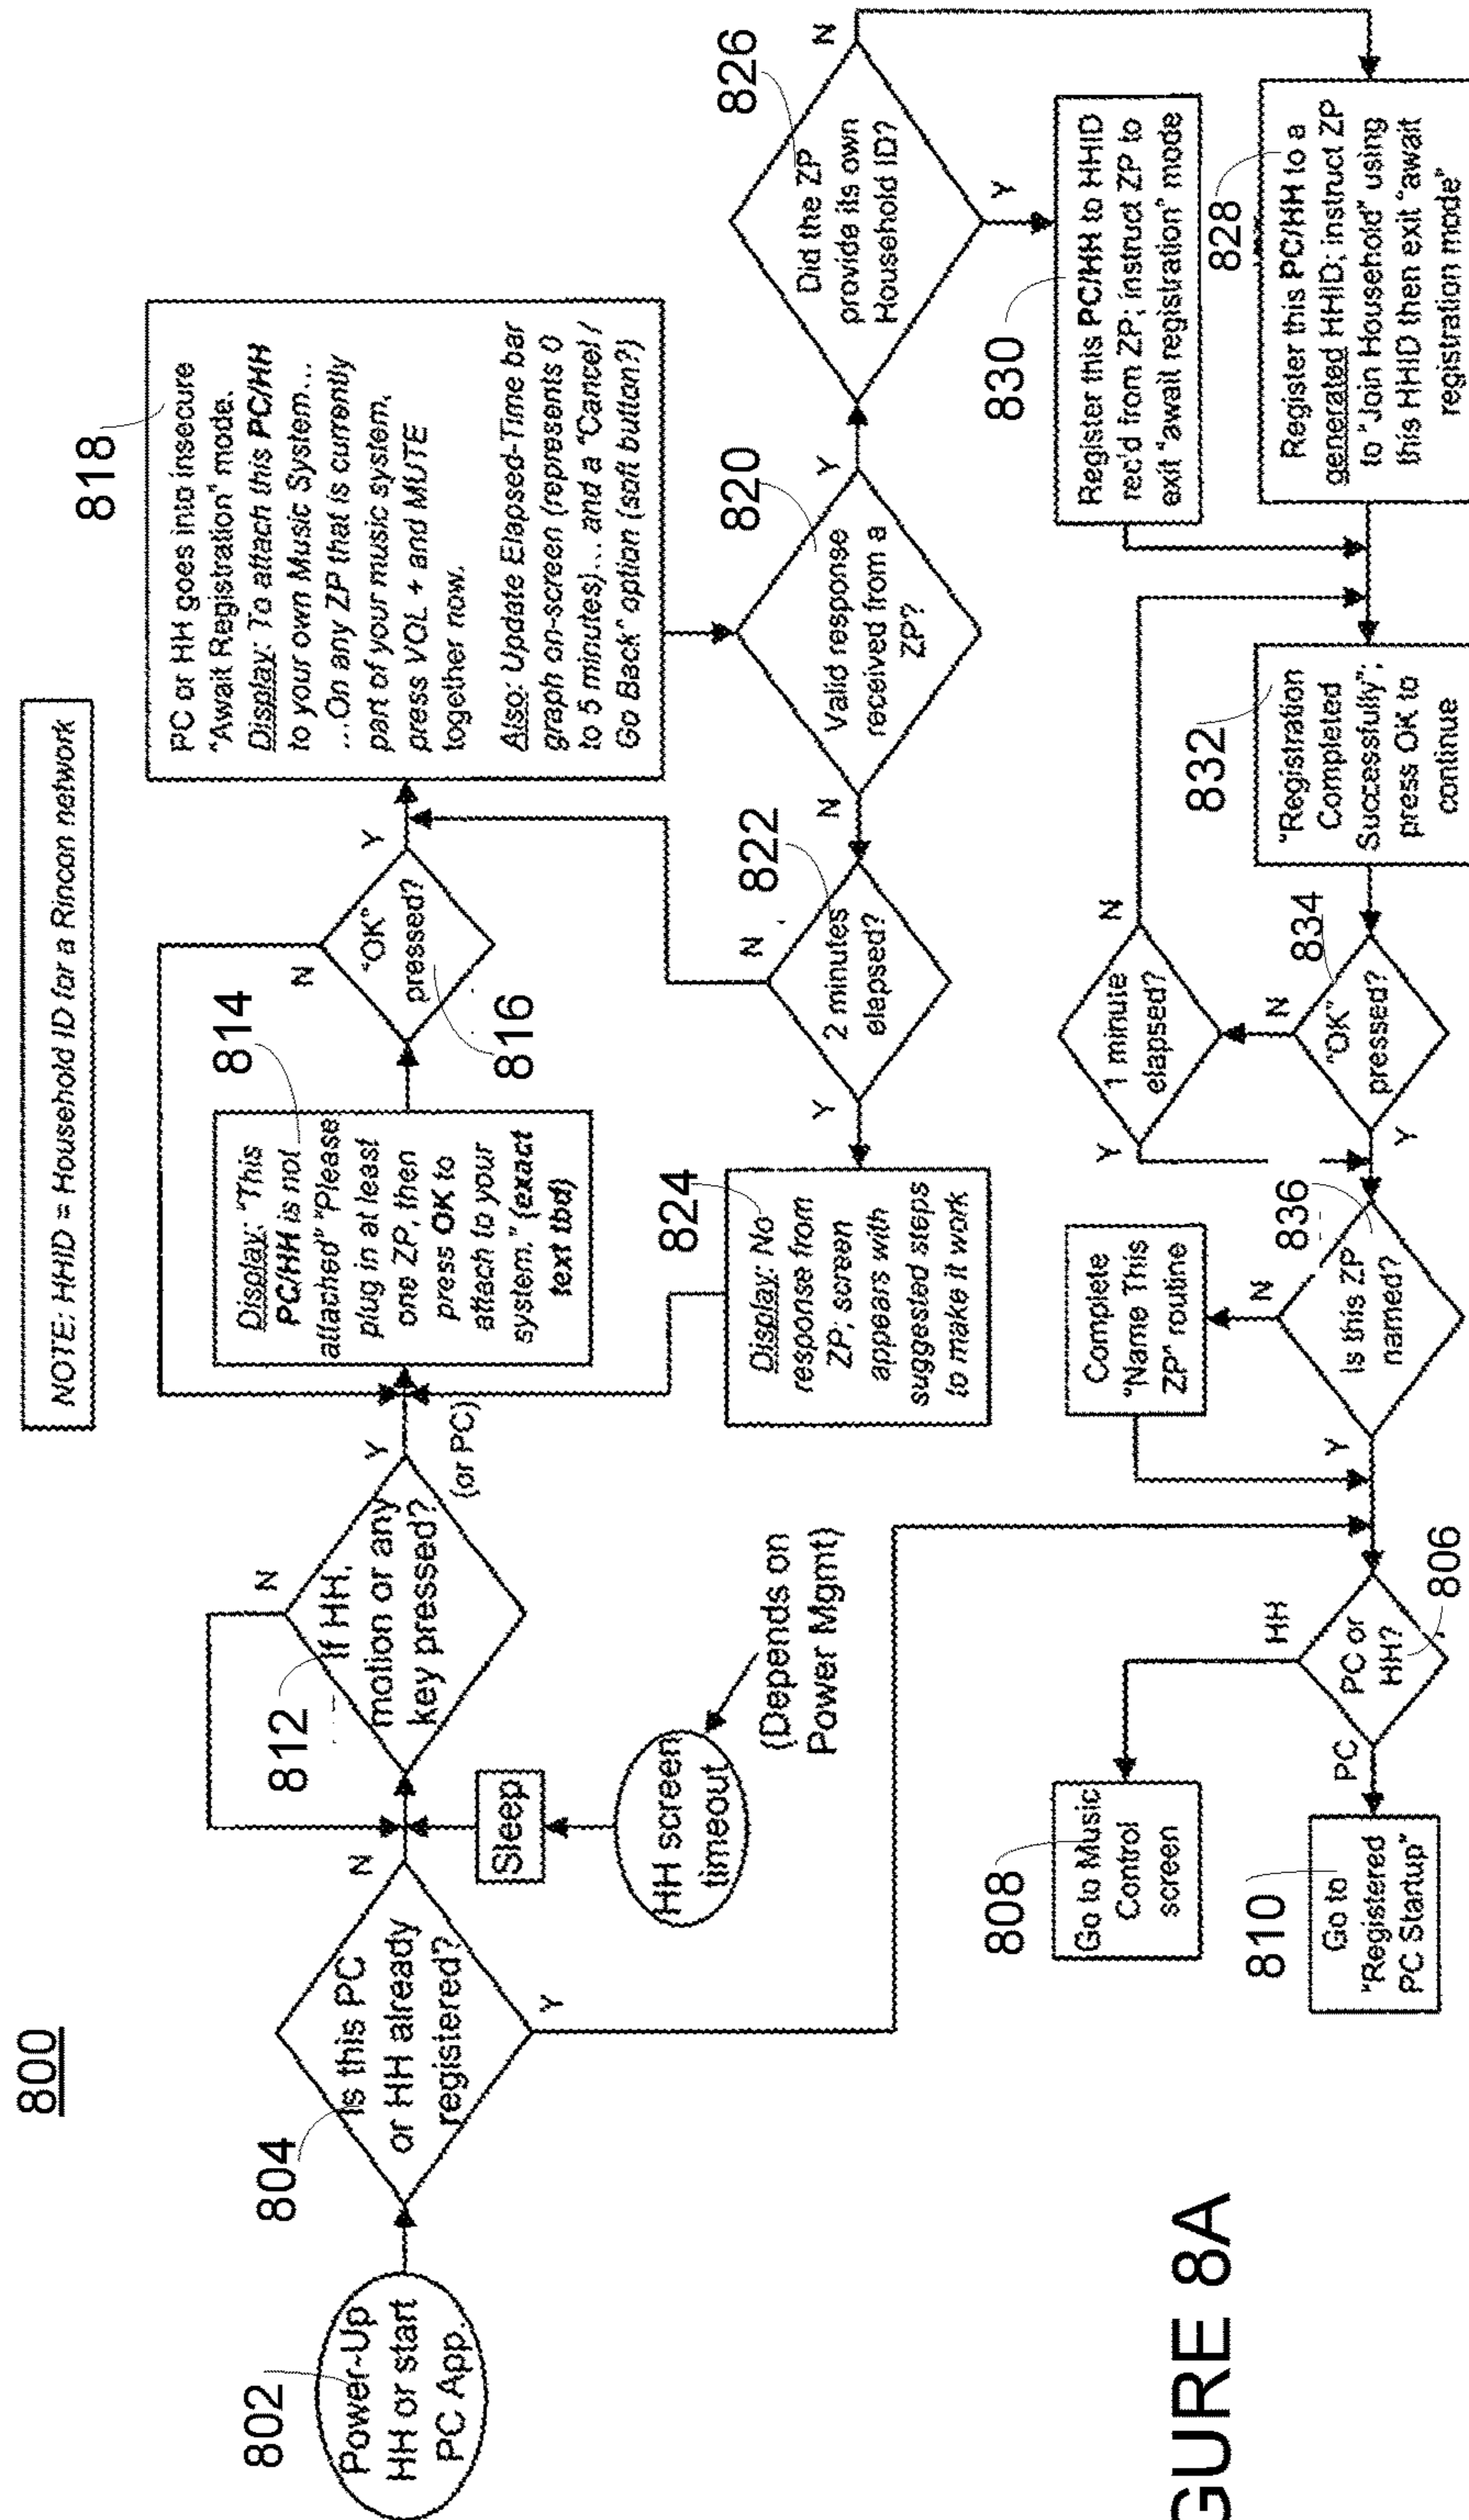 800
NOTE: HHID = Household ID for a Rincon network
802
Power-Up
HH or start
PC App.
804
Is this PC
or HH already
registered?
N
Y
Sleep
HH screen
timeout
(Depends on
Power Mgmt)
812
If HH,
motion or any
key pressed?
N
Y
(or PC)
814
Display: "This
PC/HH is not
attached" "Please
plug in at least
one ZP, then
press OK to
attach to your
system." {exact
text tbd}
816
"OK"
pressed?
N
Y
818
PC or HH goes into insecure
"Await Registration" mode.
Display: To attach this PC/HH
to your own Music System…
…On any ZP that is currently
part of your music system,
press VOL + and MUTE
together now.
Also: Update Elapsed-Time bar
graph on-screen (represents 0
to 5 minutes)… and a "Cancel /
Go Back" option (soft button?)
820
Valid response
received from a
ZP?
N
Y
822
2 minutes
elapsed?
N
Y
824
Display: No
response from
ZP; screen
appears with
suggested steps
to make it work
826
Did the ZP
provide its own
Household ID?
N
Y
830
Register this PC/HH to HHID
rec'd from ZP; instruct ZP to
exit "await registration" mode
828
Register this PC/HH to a
generated HHID; instruct ZP
to "Join Household" using
this HHID then exit "await
registration mode"
832
"Registration
Completed
Successfully";
press OK to
continue
834
"OK"
pressed?
N
Y
1 minute
elapsed?
N
Y
836
Is this ZP
named?
N
Y
Complete
"Name This
ZP" routine
806
PC or
HH?
HH
PC
808
Go to Music
Control
screen
810
Go to
"Registered
PC Startup"
GURE 8A